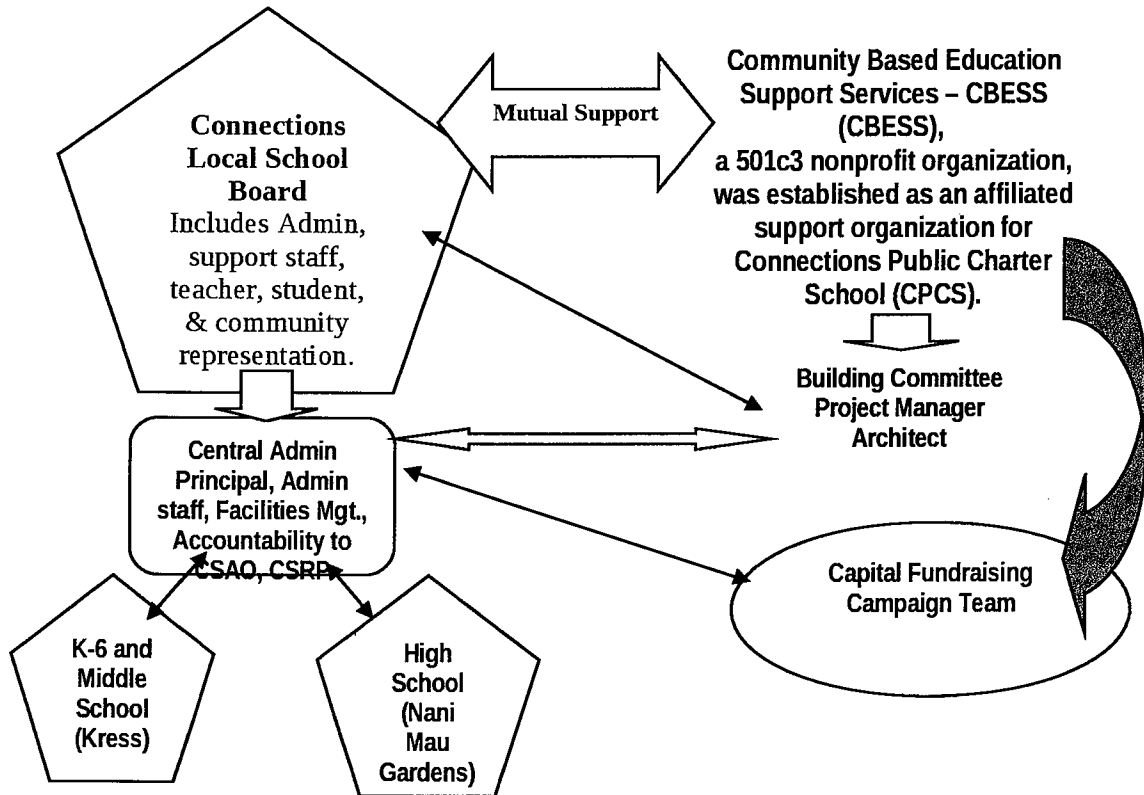 Connections
Local School
Board
Includes Admin,
support staff,
teacher, student,
& community
representation.
Mutual Support
Community Based Education
Support Services – CBESS
(CBESS),
a 501c3 nonprofit organization,
was established as an affiliated
support organization for
Connections Public Charter
School (CPCS).
Building Committee
Project Manager
Architect
Central Admin
Principal, Admin
staff, Facilities Mgt.,
Accountability to
CSAO, CSRP
Capital Fundraising
Campaign Team
K-6 and
Middle
School
(Kress)
High
School
(Nani
Mau
Gardens)